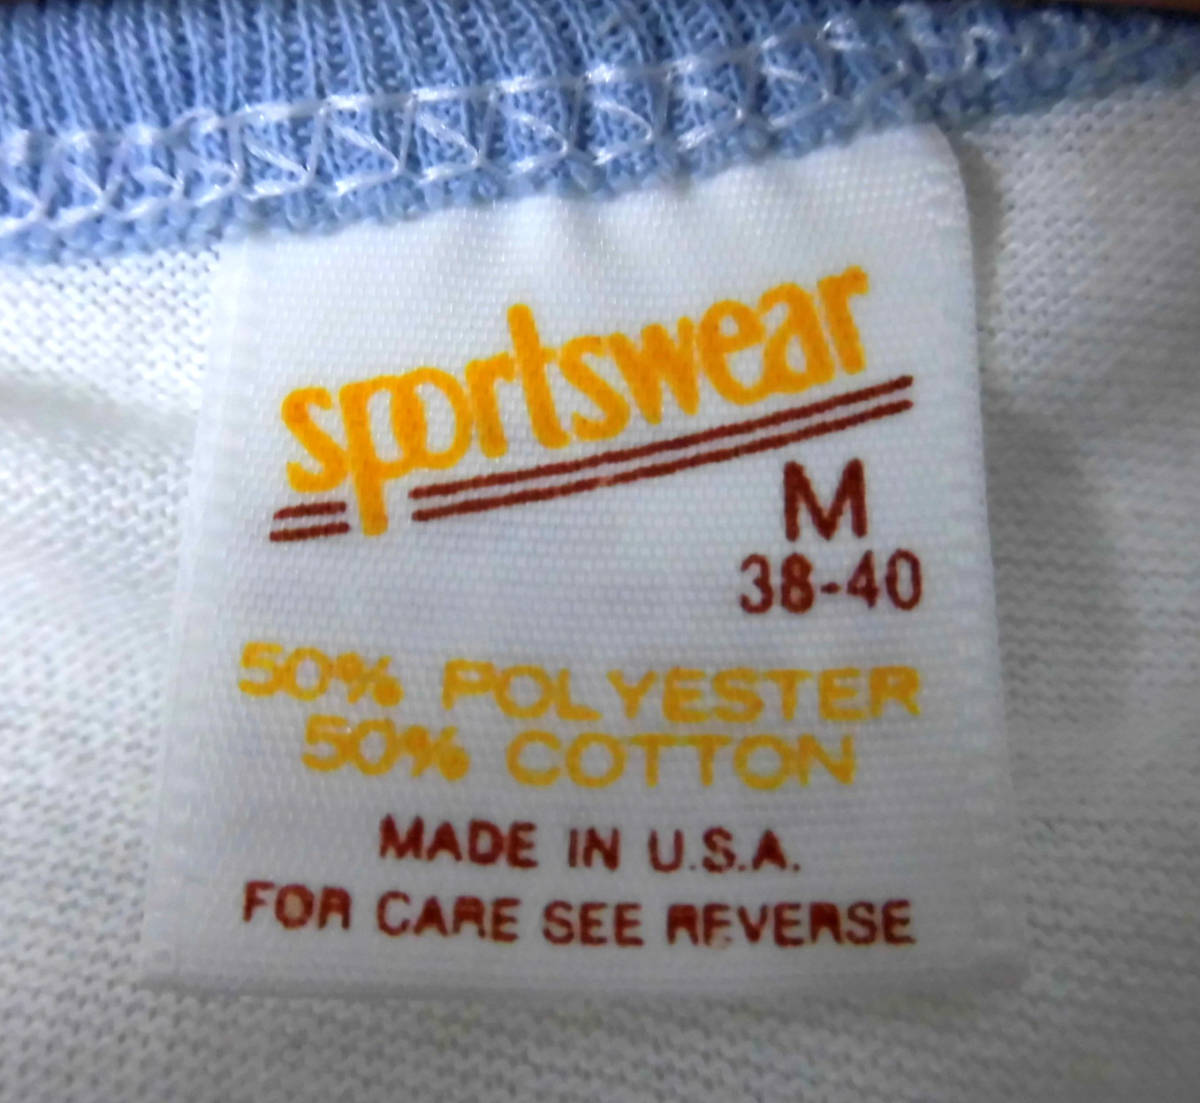 sportswear
M
38-40
50% POLYESTER
50% COTTON
MADE IN U.S.A.
FOR CARE SEE REVERSE